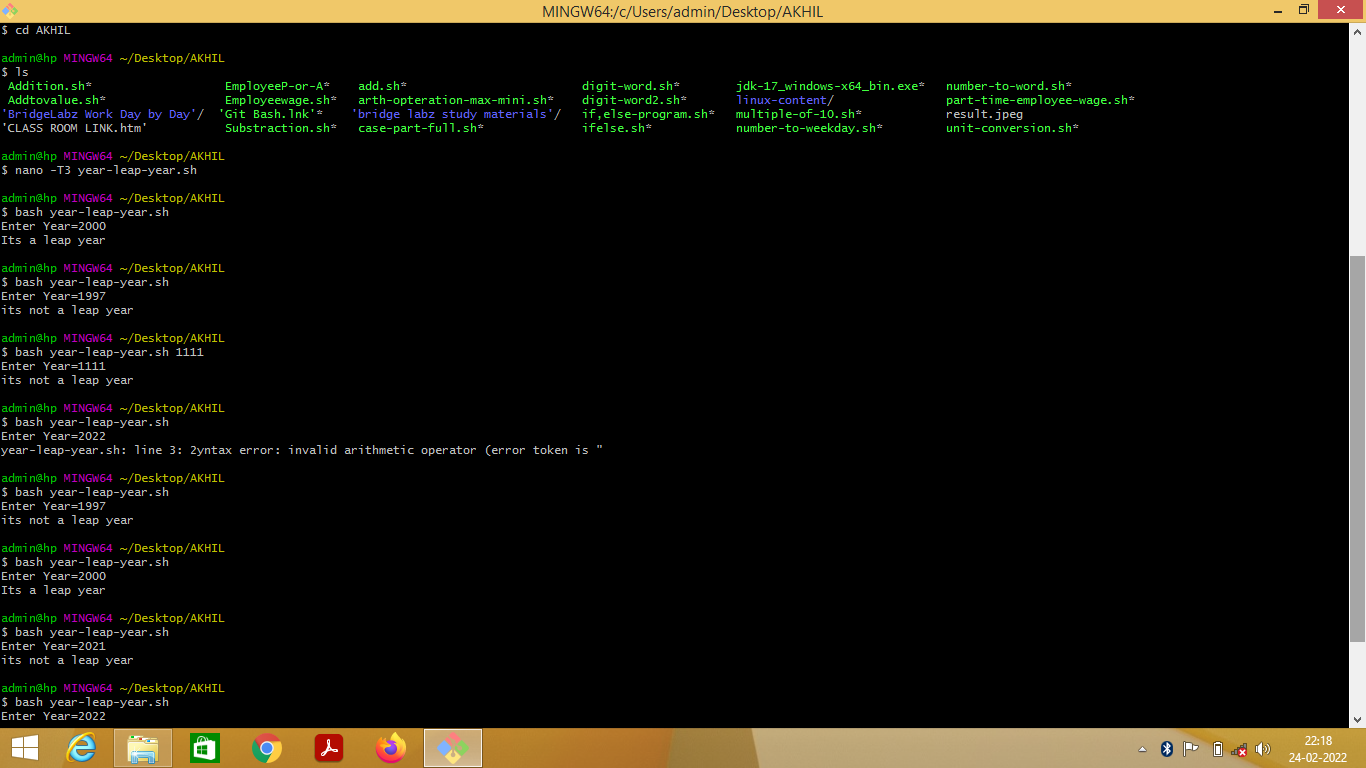 MINGW64:/c/Users/admin/Desktop/AKHIL
$ cd AKHIL
admin@hp MINGW64 ~/Desktop/AKHIL
$ ls
Addition.sh* EmployeeP-or-A* add.sh* digit-word.sh* jdk-17_windows-x64_bin.exe* number-to-word.sh*
Addtovalue.sh* Employeewage.sh* arth-opteration-max-mini.sh* digit-word2.sh* linux-content/ part-time-employee-wage.sh*
'BridgeLabz Work Day by Day'/ 'Git Bash.lnk'* 'bridge labz study materials'/ if,else-program.sh* multiple-of-10.sh* result.jpeg
'CLASS ROOM LINK.htm' Substraction.sh* case-part-full.sh* ifelse.sh* number-to-weekday.sh* unit-conversion.sh*
admin@hp MINGW64 ~/Desktop/AKHIL
$ nano -T3 year-leap-year.sh
admin@hp MINGW64 ~/Desktop/AKHIL
$ bash year-leap-year.sh
Enter Year=2000
Its a leap year
admin@hp MINGW64 ~/Desktop/AKHIL
$ bash year-leap-year.sh
Enter Year=1997
its not a leap year
admin@hp MINGW64 ~/Desktop/AKHIL
$ bash year-leap-year.sh 1111
Enter Year=1111
its not a leap year
admin@hp MINGW64 ~/Desktop/AKHIL
$ bash year-leap-year.sh
Enter Year=2022
year-leap-year.sh: line 3: 2yntax error: invalid arithmetic operator (error token is "
admin@hp MINGW64 ~/Desktop/AKHIL
$ bash year-leap-year.sh
Enter Year=1997
its not a leap year
admin@hp MINGW64 ~/Desktop/AKHIL
$ bash year-leap-year.sh
Enter Year=2000
Its a leap year
admin@hp MINGW64 ~/Desktop/AKHIL
$ bash year-leap-year.sh
Enter Year=2021
its not a leap year
admin@hp MINGW64 ~/Desktop/AKHIL
$ bash year-leap-year.sh
Enter Year=2022
22:18
24-02-2022